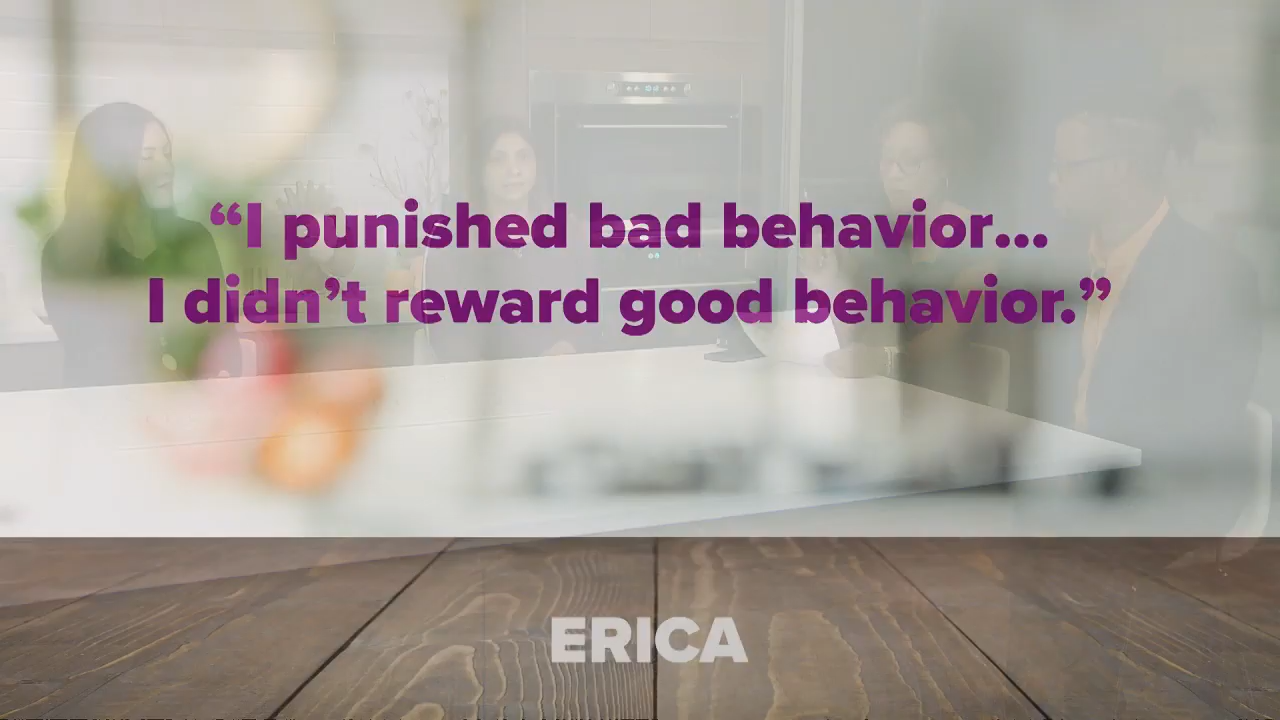 “I punished bad behavior...
I didn’t reward good behavior.”
ERICA